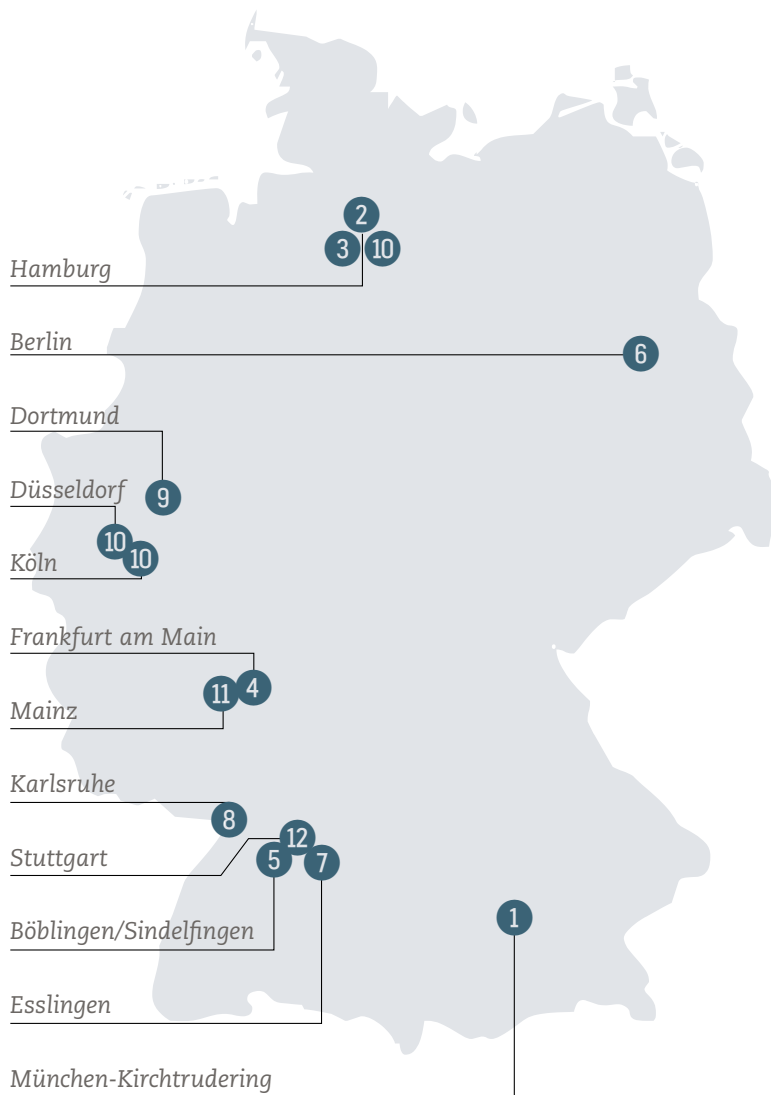 2
3 10
Hamburg
Berlin
6
Dortmund
Düsseldorf
9
10
10
Köln
Frankfurt am Main
11 4
Mainz
Karlsruhe
8
12
Stuttgart
5 7
Böblingen/Sindelfingen
1
Esslingen
München-Kirchtrudering